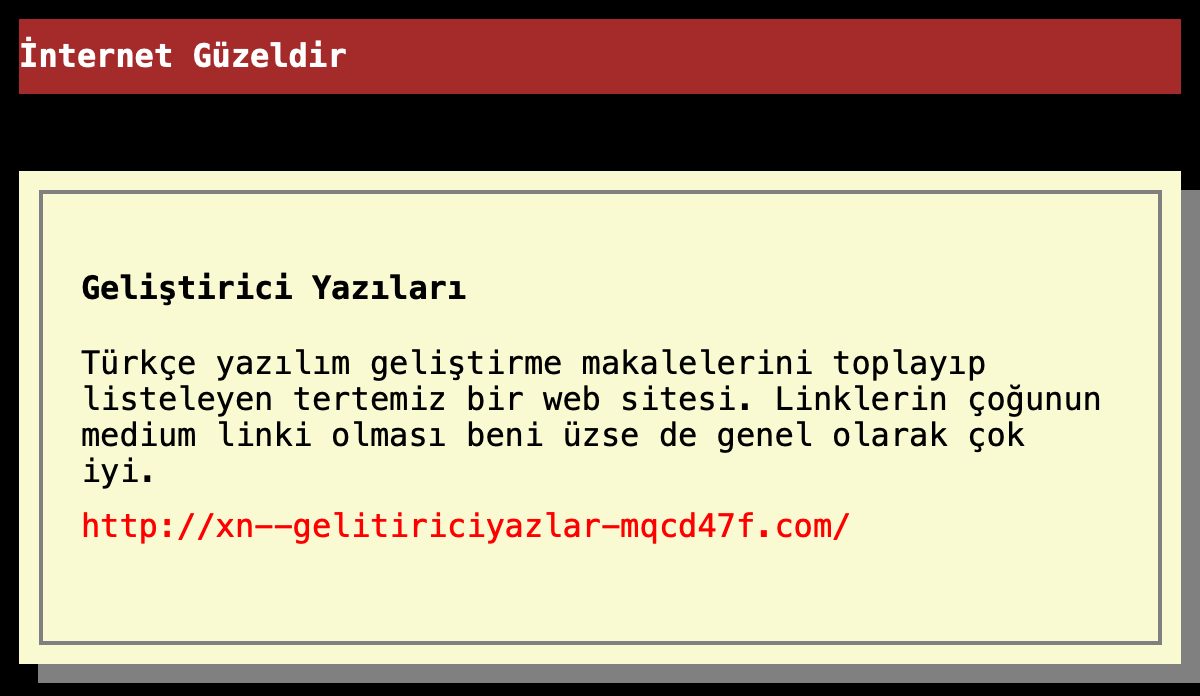 İnternet Güzeldir
Geliştirici Yazıları
Türkçe yazılım geliştirme makalelerini toplayıp
listeleyen tertemiz bir web sitesi. Linklerin çoğunun
medium linki olması beni üzse de genel olarak çok
iyi.
http://xn--gelitiriciyazlar-mqcd47f.com/